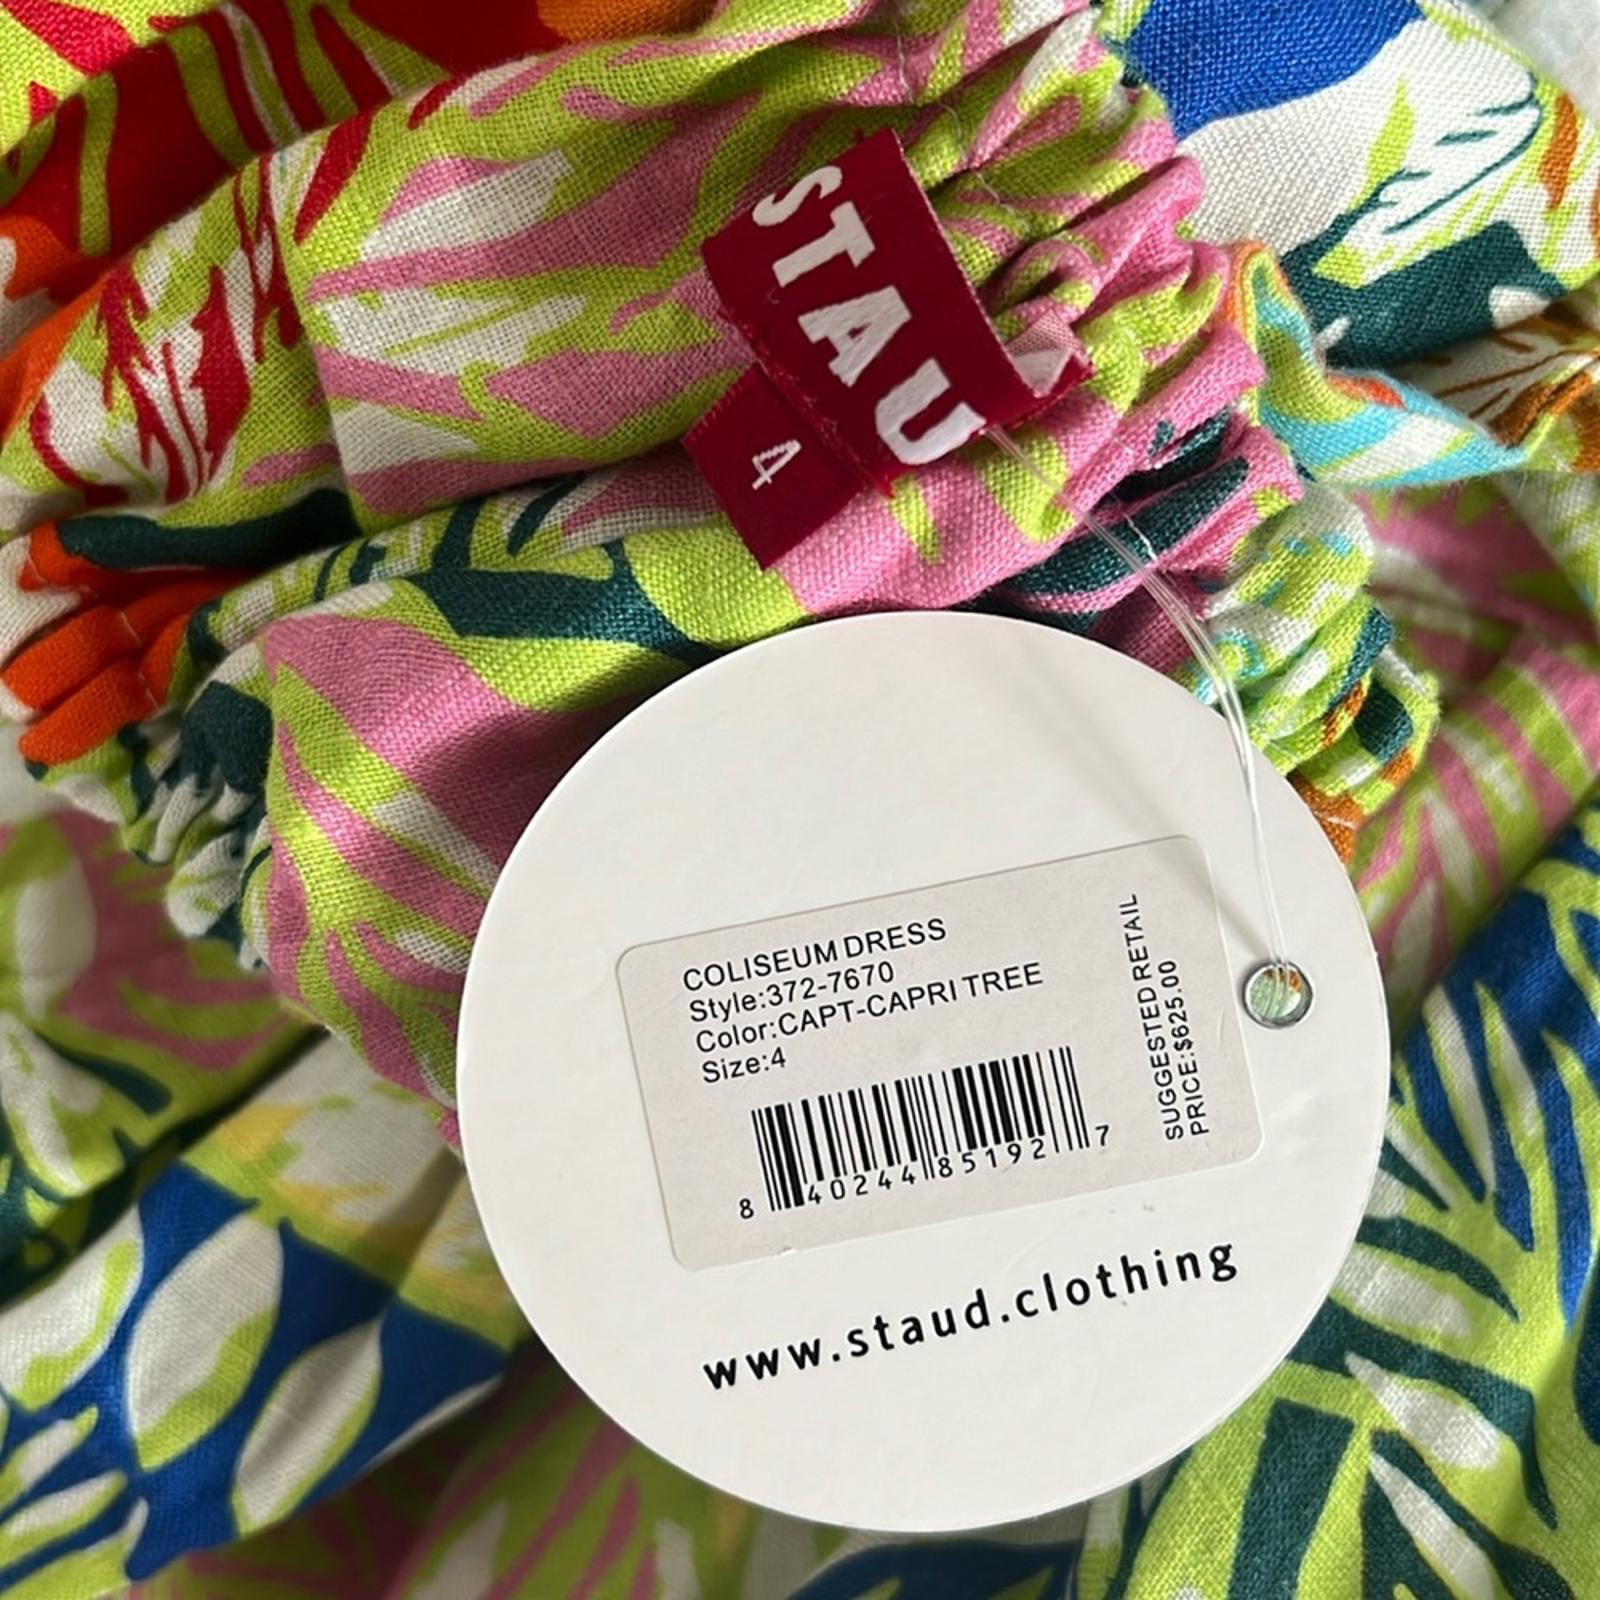 STAUD
4
COLISEUM DRESS
Style:372-7670
Color:CAPT-CAPRI TREE
Size:4
SUGGESTED RETAIL
PRICE:$625.00
8 40244 85192 7
www.staud.clothing